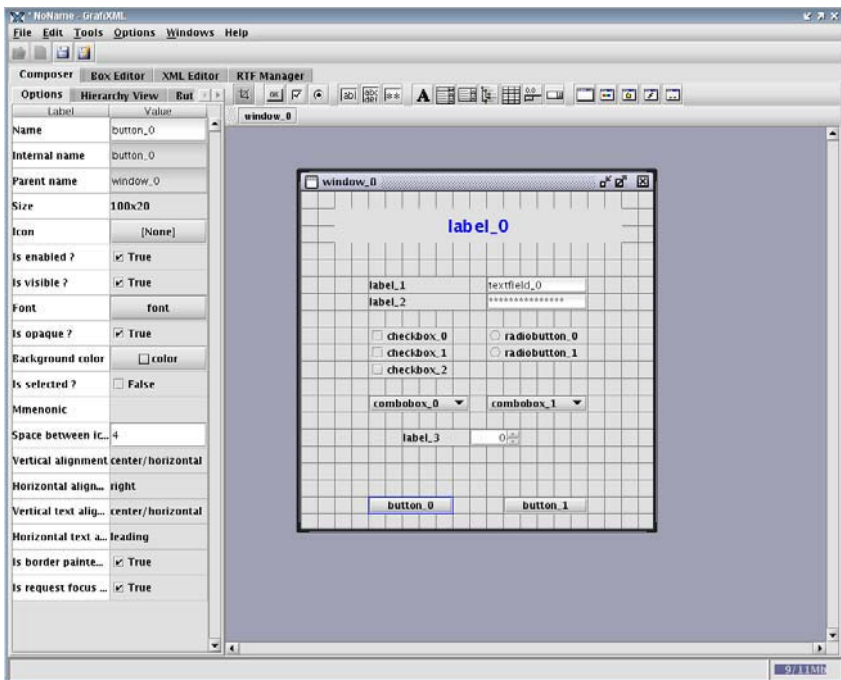 *NoName - GrafiXML
File Edit Tools Options Windows Help
Composer Box Editor XML Editor RTF Manager
Options Hierarchy View But
Label Value
Name button_0
Internal name button_0
Parent name window_0
Size 100x20
Icon [None]
Is enabled ? True
Is visible ? True
Font font
Is opaque ? True
Background color color
Is selected ? False
Mmenonic
Space between ic... 4
Vertical alignment center/horizontal
Horizontal align... right
Vertical text alig... center/horizontal
Horizontal text a... leading
Is border painte... True
Is request focus ... True
OK abl abc ab| ** A
window_0
window_0
label_0
label_1 textfield_0
label_2 ***************
checkbox_0 radiobutton_0
checkbox_1 radiobutton_1
checkbox_2
combobox_0 combobox_1
label_3 0
button_0 button_1
9/11Mb